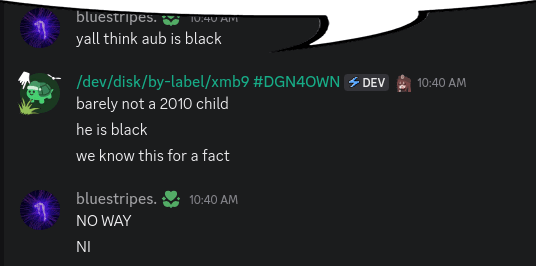 bluestripes. 10:40 AM
yall think aub is black
/dev/disk/by-label/xmb9 #DGN4OWN DEV 10:40 AM
barely not a 2010 child
he is black
we know this for a fact
bluestripes. 10:40 AM
NO WAY
NI